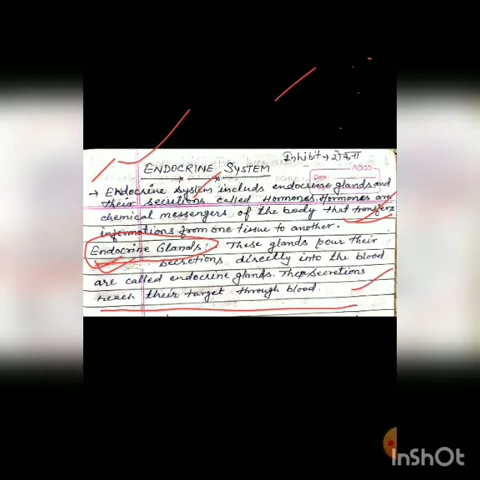 Inhibit → रोकना
ENDOCRINE SYSTEM
→ Endocrine System includes endocrine glands and
their secretions called Hormones. Hormones are
chemical messengers of the body that transfers
informations from one tissue to another.
Endocrine Glands: These glands pour their
secretions directly into the blood
are called endocrine glands. The secretions
reach their target through blood.
InShOt